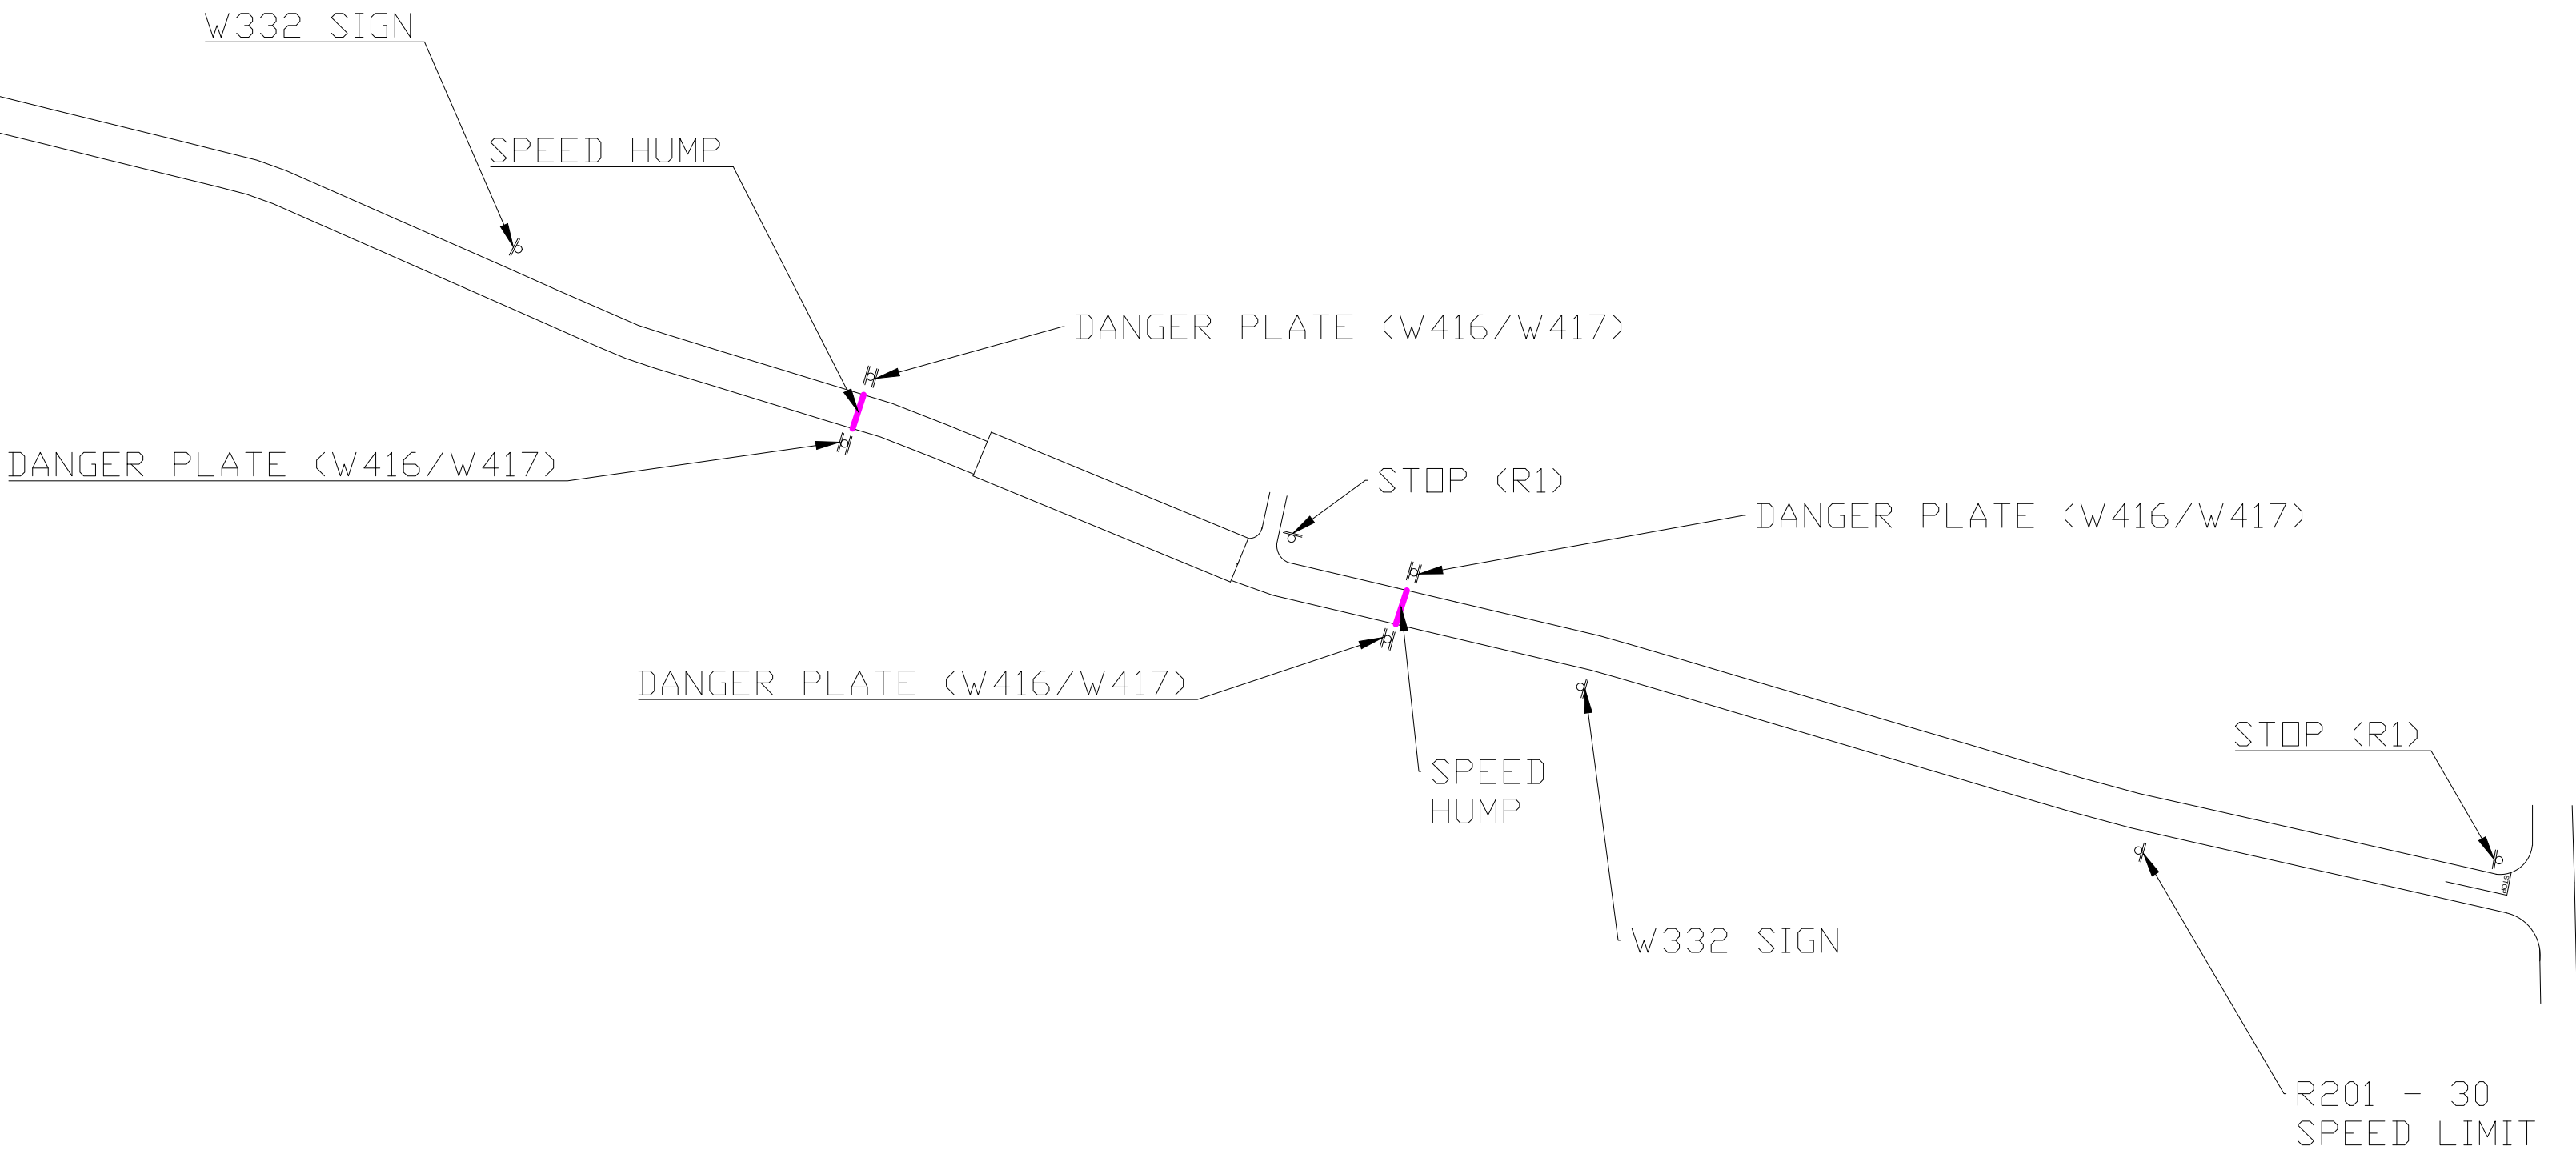 W332 SIGN
SPEED HUMP
DANGER PLATE (W416/W417)
DANGER PLATE (W416/W417)
STOP (R1)
DANGER PLATE (W416/W417)
DANGER PLATE (W416/W417)
SPEED
HUMP
STOP (R1)
STOP
W332 SIGN
R201 - 30
SPEED LIMIT